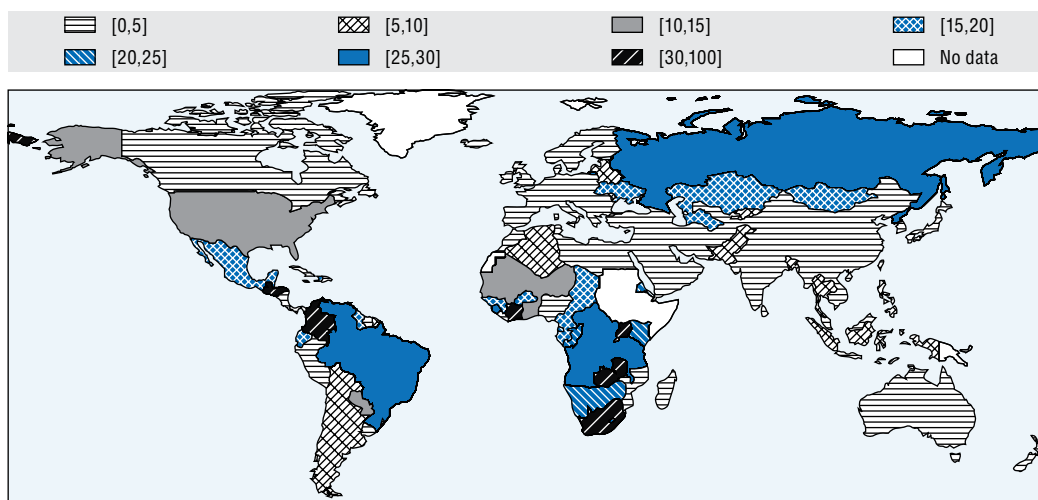 [0,5] [5,10] [10,15] [15,20]
[20,25] [25,30] [30,100] No data